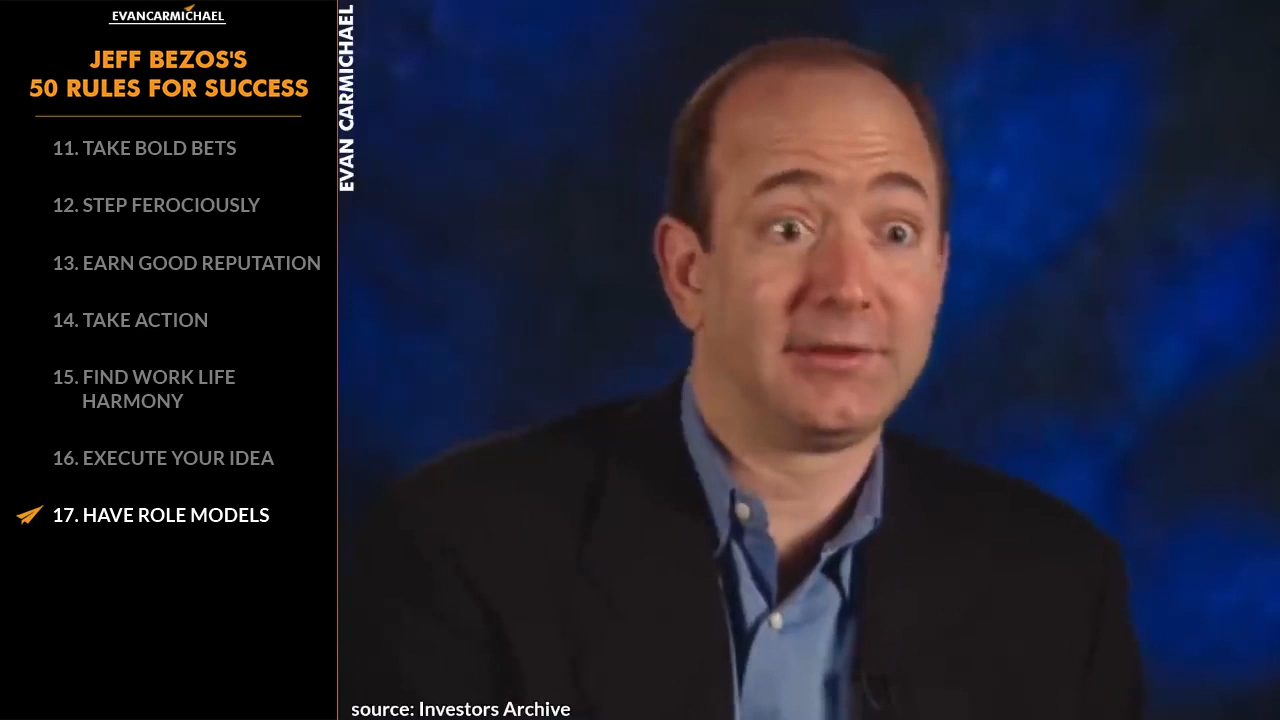 EVANCARMICHAEL
JEFF BEZOS'S
50 RULES FOR SUCCESS
11. TAKE BOLD BETS
12. STEP FEROCIOUSLY
13. EARN GOOD REPUTATION
14. TAKE ACTION
15. FIND WORK LIFE
HARMONY
16. EXECUTE YOUR IDEA
17. HAVE ROLE MODELS
EVAN CARMICHAEL
source: Investors Archive